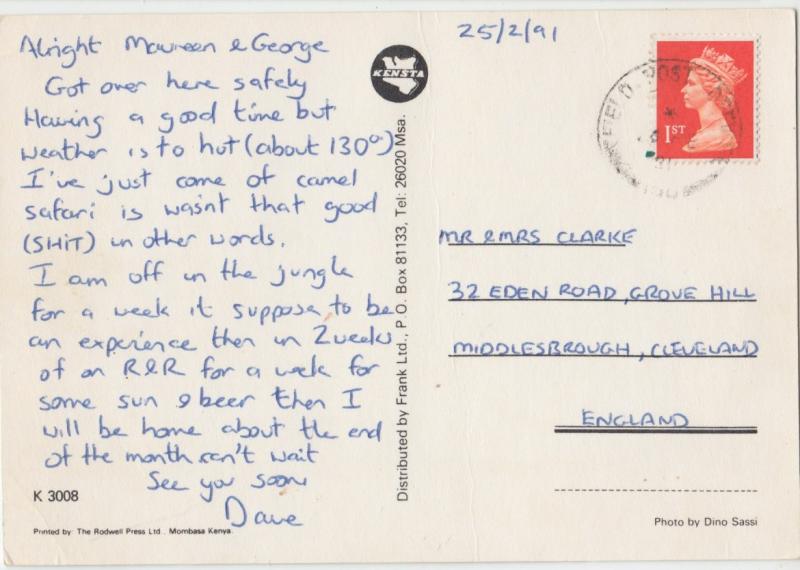 Alright Maureen & George
Got over here safely
Having a good time but
weather is to hot (about 130°)
I've just come of camel
safari is wasnt that good
(SHiT) in other words.
I am off in the jungle
for a week it suppose to be
an experience then in 2 weeks
of on R&R for a week for
some sun & beer then I
will be home about the end
of the month can't wait
See you soon
Dave
K 3008
Printed by: The Rodwell Press Ltd., Mombasa Kenya.
KENSTA
Distributed by Frank Ltd., P. O. Box 81133, Tel: 26020 Msa.
25/2/91
FIELD POST
1ST
MR & MRS CLARKE
32 EDEN ROAD, GROVE HILL
MIDDLESBROUGH, CLEVELAND
ENGLAND
Photo by Dino Sassi